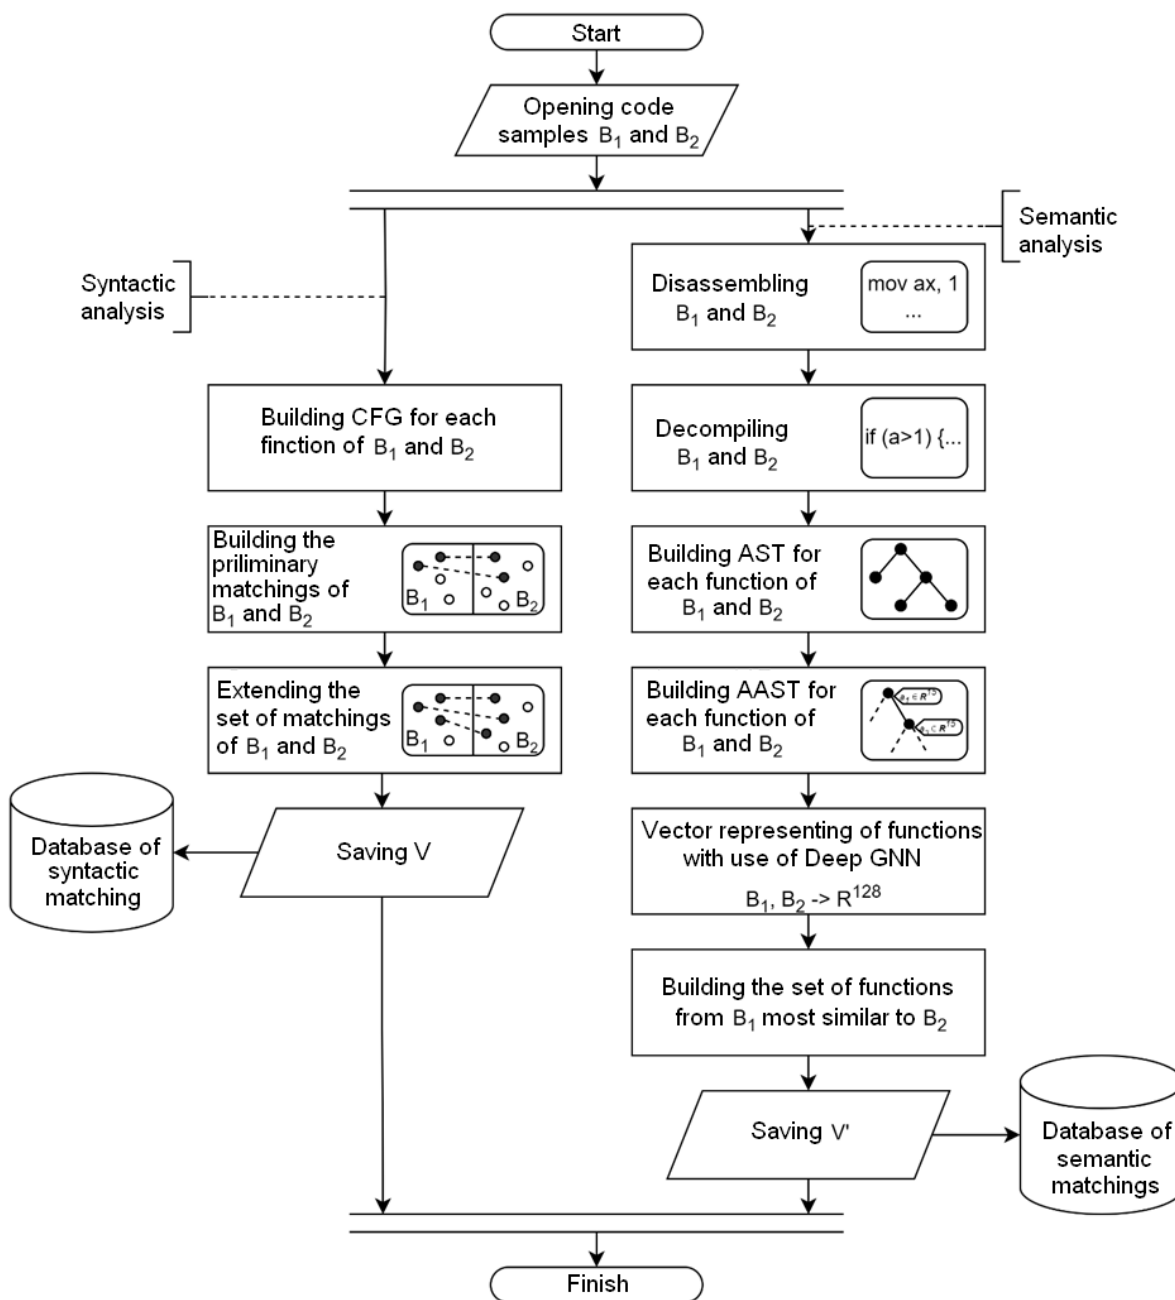 Start
Opening code
samples B₁ and B₂
Semantic
analysis
Syntactic
analysis
Disassembling
B₁ and B₂
mov ax, 1
...
Building CFG for each
finction of B₁ and B₂
Decompiling
B₁ and B₂
if (a>1) {...
Building the
priliminary
matchings of
B₁ and B₂
B₁
B₂
Building AST for
each function of
B₁ and B₂
Extending the
set of matchings
of B₁ and B₂
B₁
B₂
Building AAST for
each function of
B₁ and B₂
Database of
syntactic
matching
Saving V
Vector representing of functions
with use of Deep GNN
B₁, B₂ -> R¹²⁸
Building the set of functions
from B₁ most similar to B₂
Saving V'
Database of
semantic
matchings
Finish